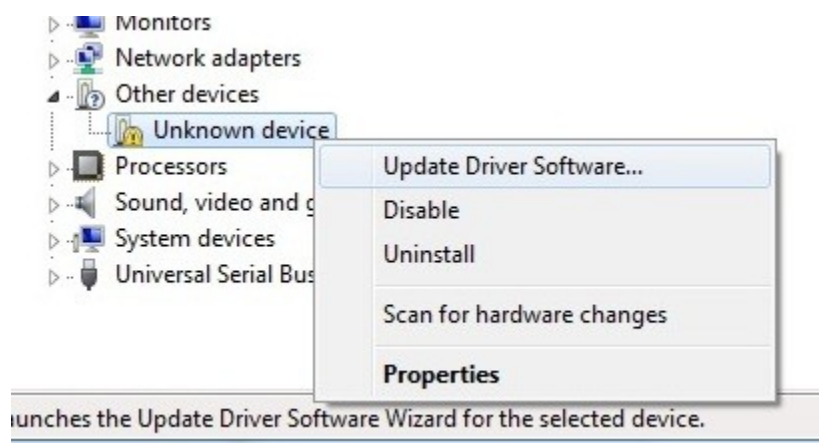 Monitors
Network adapters
Other devices
Unknown device
Update Driver Software...
Processors
Disable
Sound, video and
Uninstall
System devices
Universal Serial Bus
Scan for hardware changes
Properties
the Update Driver Software Wizard for the selected device.